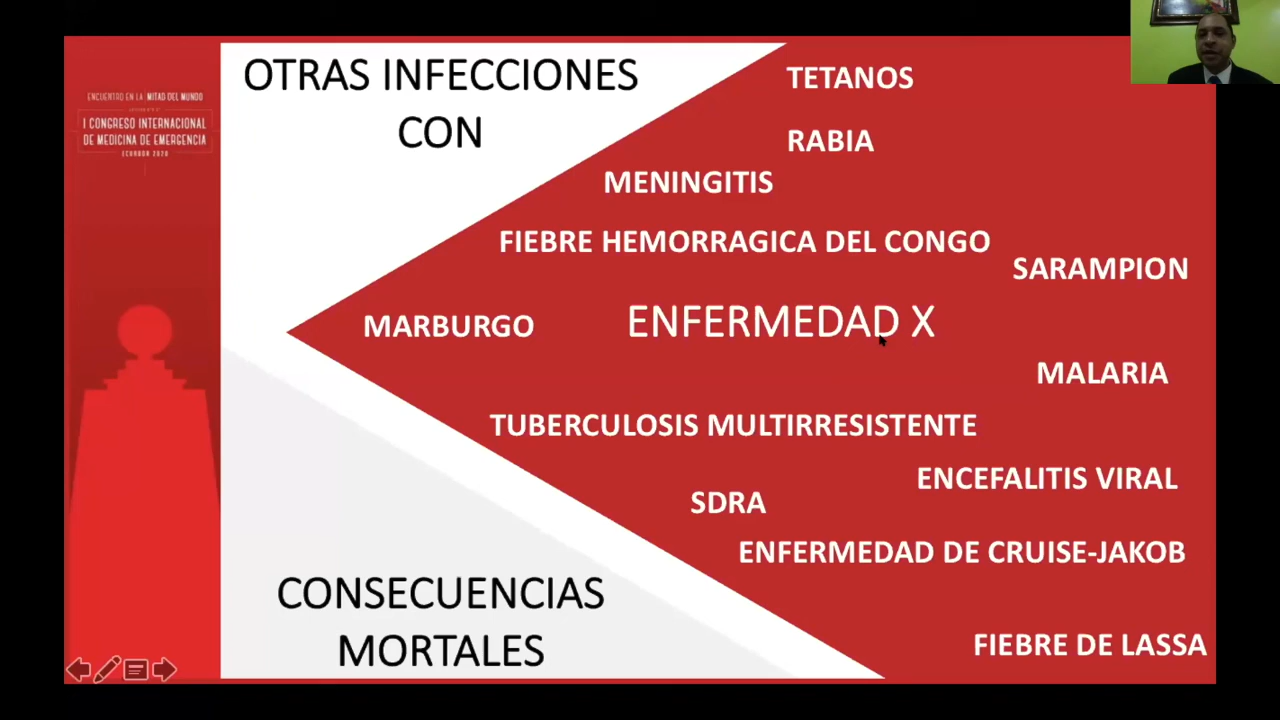 ENCUENTRO EN LA MITAD DEL MUNDO
I CONGRESO INTERNACIONAL
DE MEDICINA DE EMERGENCIA
ECUADOR 2020
OTRAS INFECCIONES
CON
TETANOS
RABIA
MENINGITIS
FIEBRE HEMORRAGICA DEL CONGO
SARAMPION
MARBURGO
ENFERMEDAD X
MALARIA
TUBERCULOSIS MULTIRRESISTENTE
ENCEFALITIS VIRAL
SDRA
ENFERMEDAD DE CRUISE-JAKOB
CONSECUENCIAS
MORTALES
FIEBRE DE LASSA